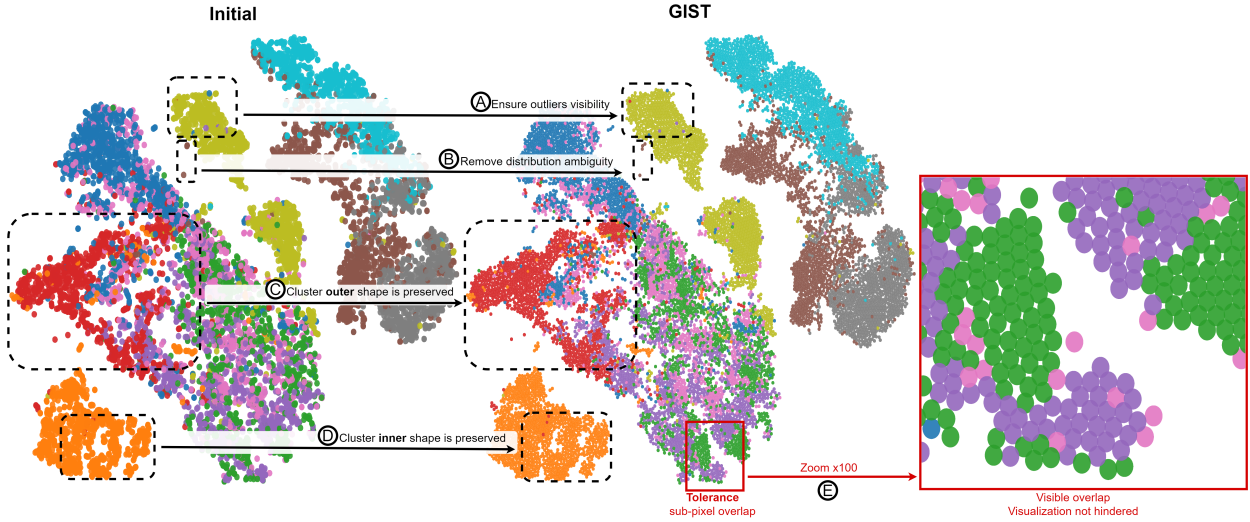 Initial
GIST
A Ensure outliers visibility
B Remove distribution ambiguity
C Cluster outer shape is preserved
D Cluster inner shape is preserved
Zoom x100
E
Tolerance
sub-pixel overlap
Visible overlap
Visualization not hindered